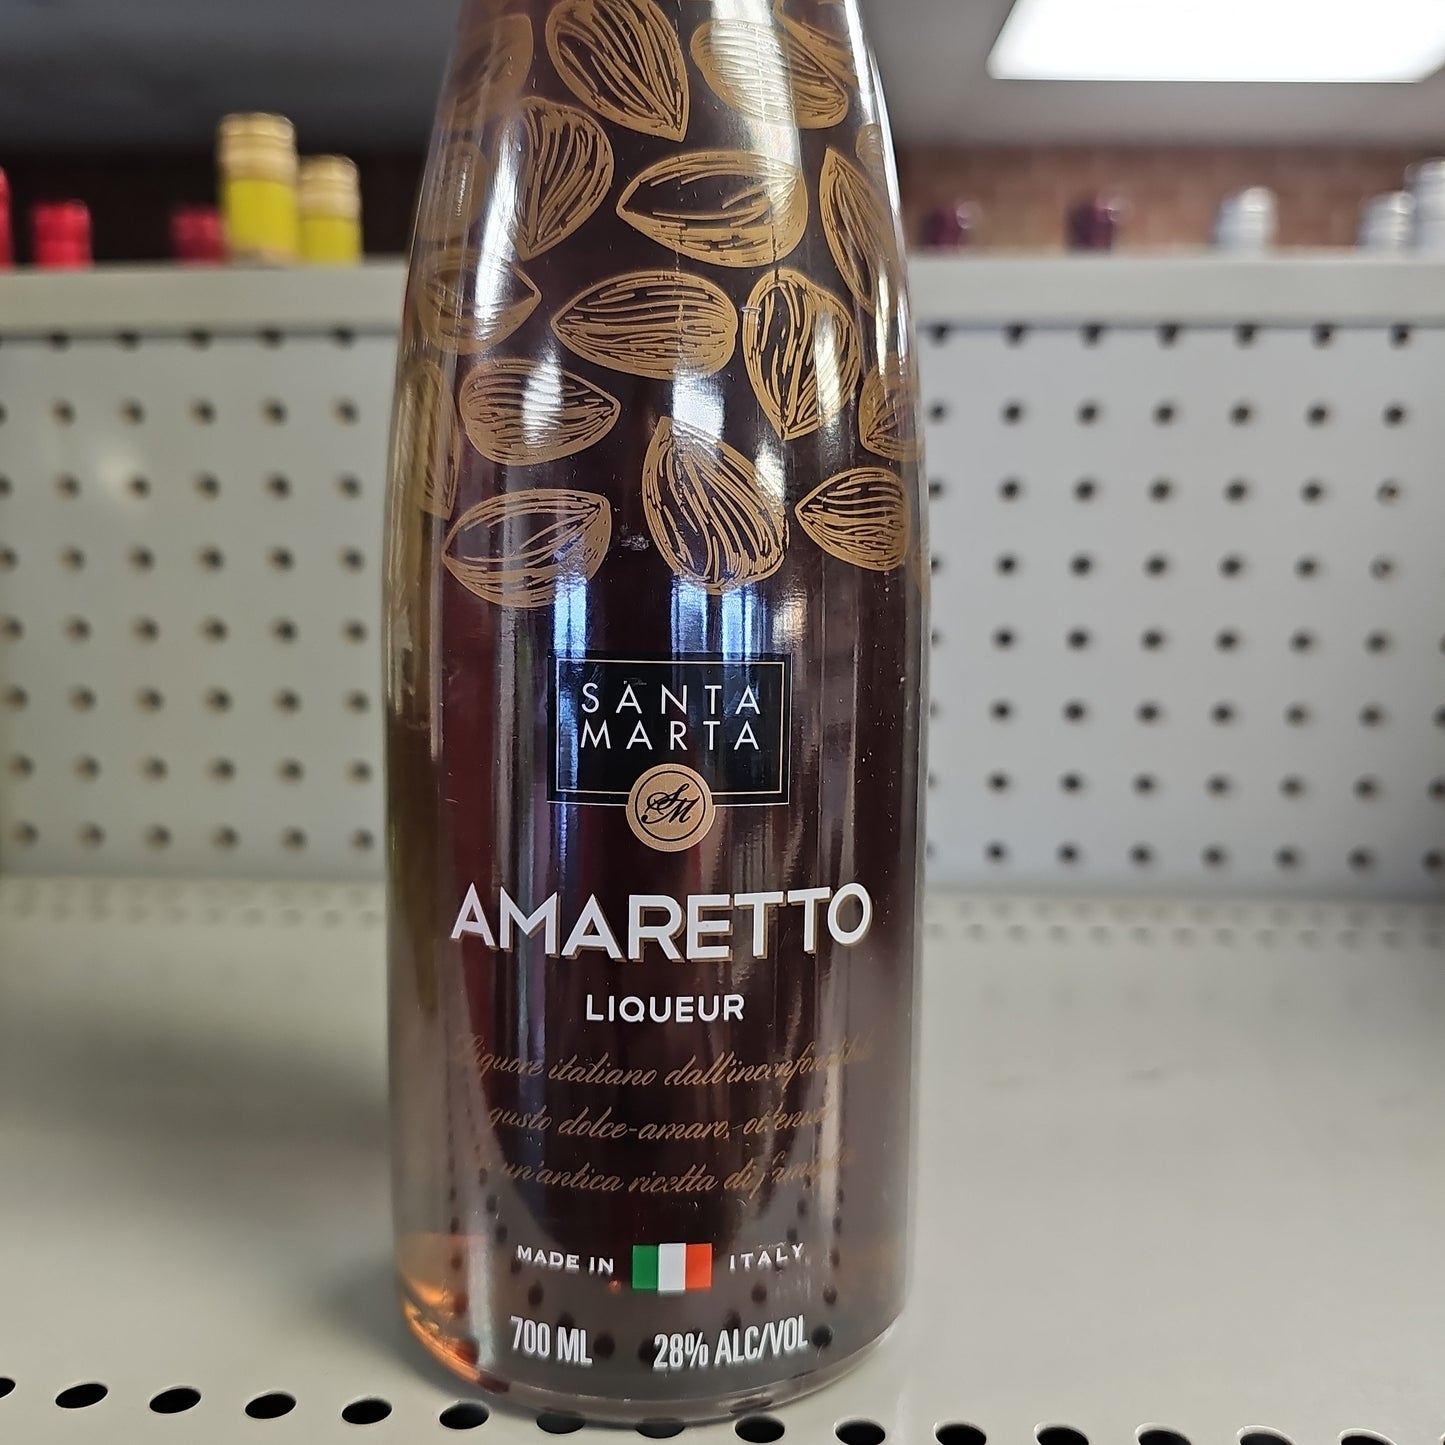 SANTA
MARTA
SM
AMARETTO
LIQUEUR
Liquore italiano dall'inconfondibile
gusto dolce-amaro, ottenuto
un'antica ricetta di famiglia
MADE IN ITALY
700 ML 28% ALC/VOL